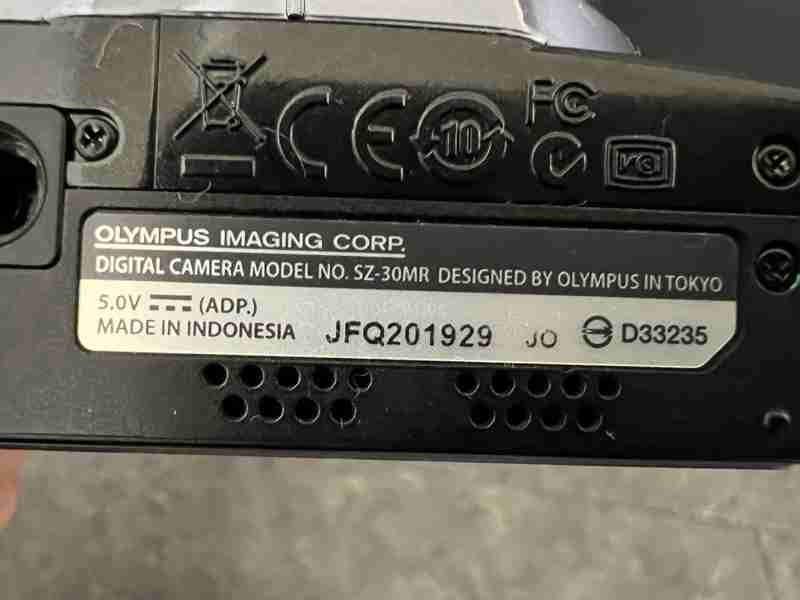 10
FC
OLYMPUS IMAGING CORP.
DIGITAL CAMERA MODEL NO. SZ-30MR DESIGNED BY OLYMPUS IN TOKYO
5.0V (ADP.)
MADE IN INDONESIA JFQ201929 JO D33235